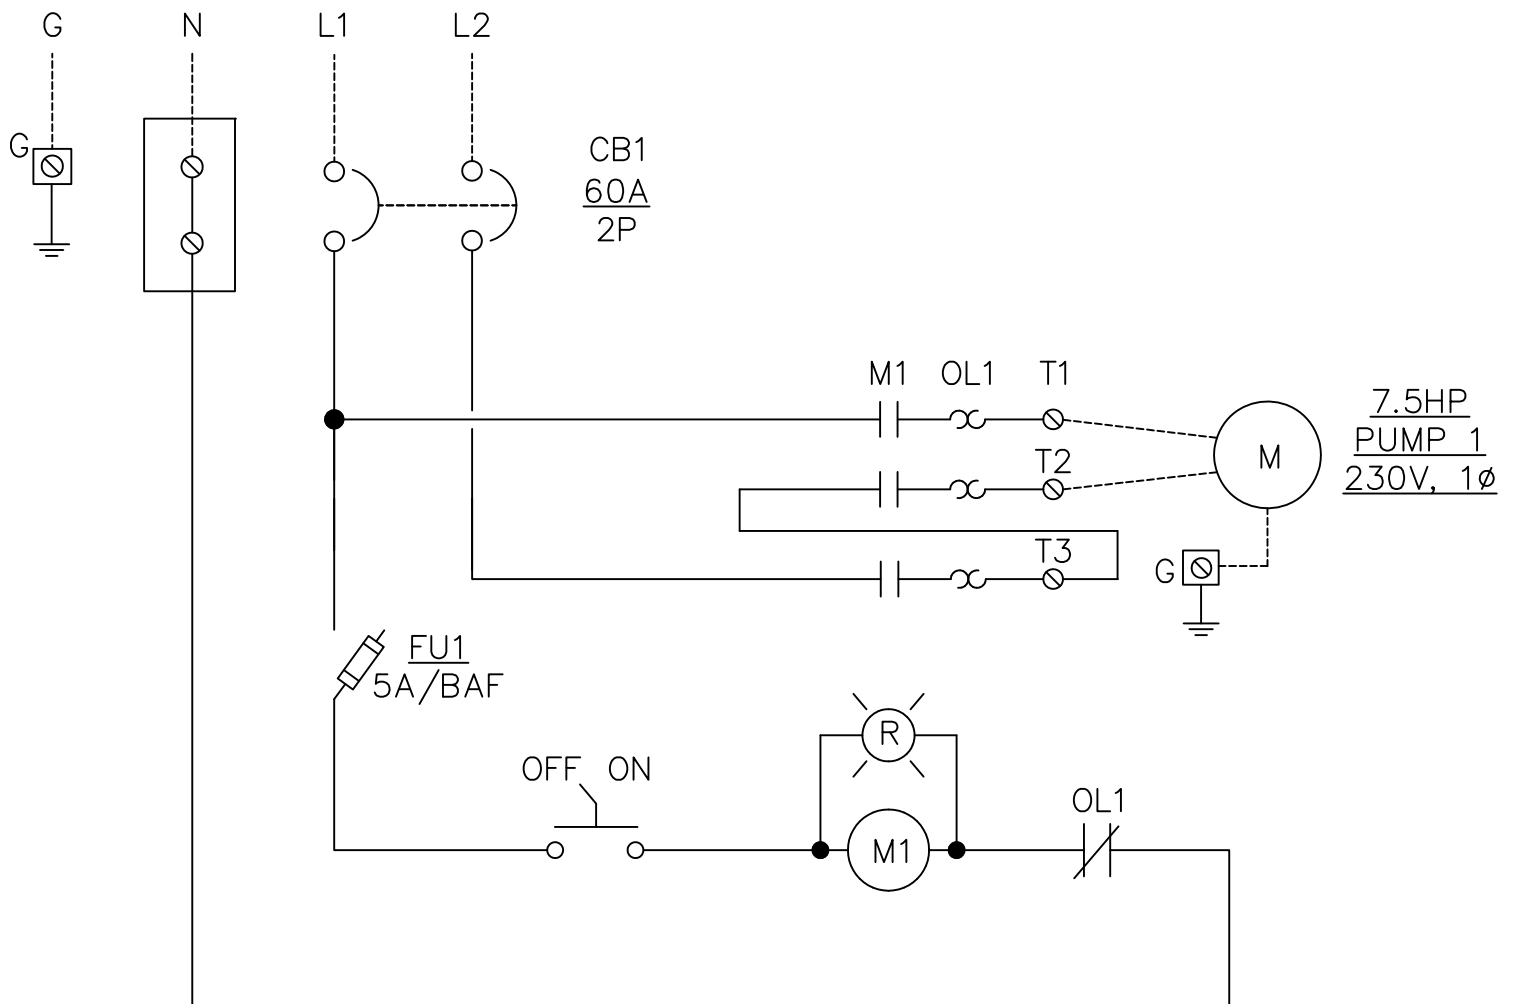 G N L1 L2
G
CB1
60A
2P
M1 OL1 T1
7.5HP
PUMP 1
230V, 1ø
M
T2
T3
G
FU1
5A/BAF
R
OFF ON
OL1
M1